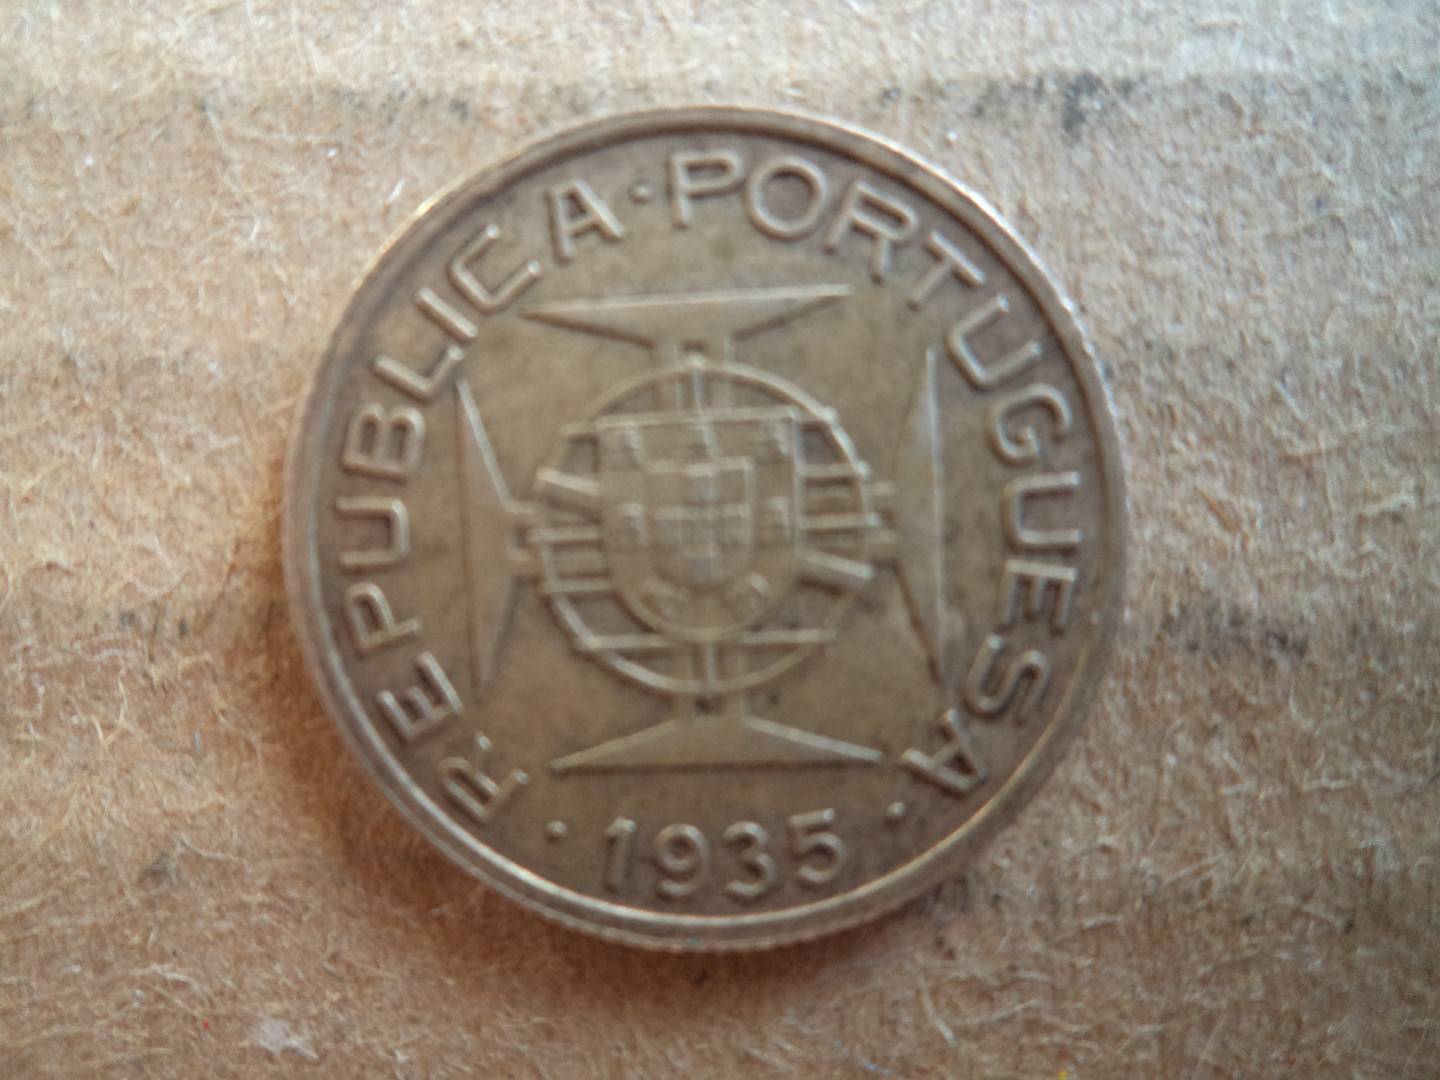 REPUBLICA · PORTUGUESA
· 1935 ·